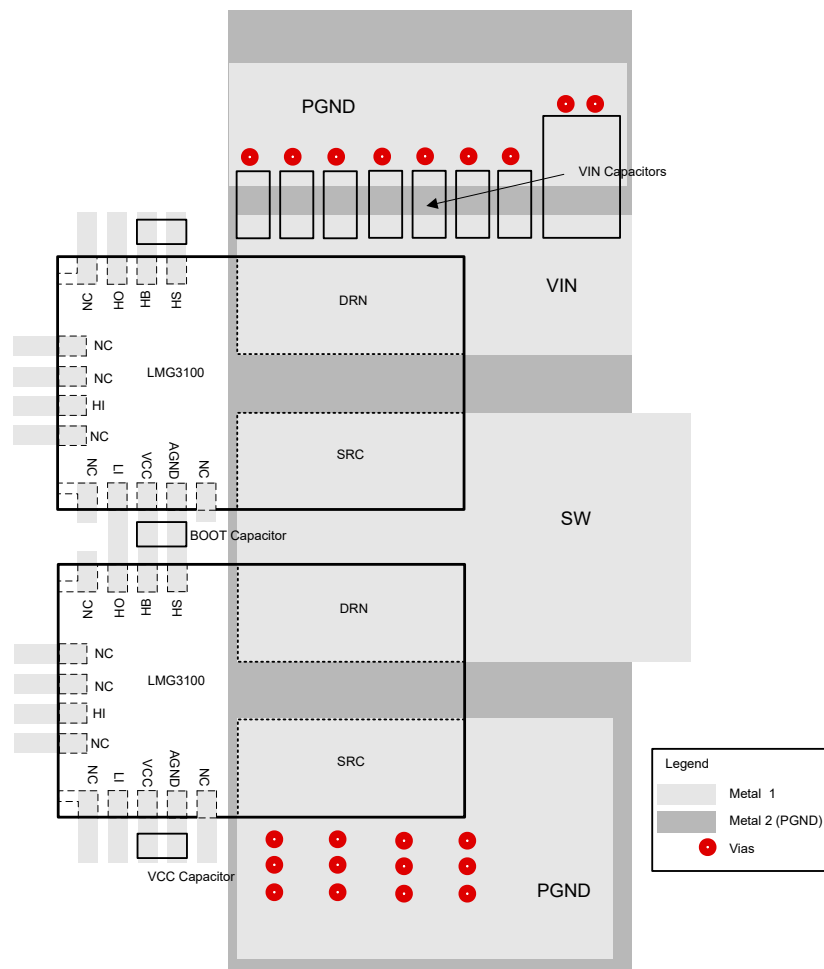 PGND
VIN Capacitors
NC
HO
HB
SH
DRN
VIN
NC
NC
LMG3100
HI
NC
SRC
NC
LI
VCC
AGND
NC
SW
BOOT Capacitor
NC
HO
HB
SH
DRN
NC
NC
LMG3100
HI
NC
SRC
NC
LI
VCC
AGND
NC
VCC Capacitor
PGND
Legend
Metal 1
Metal 2 (PGND)
Vias